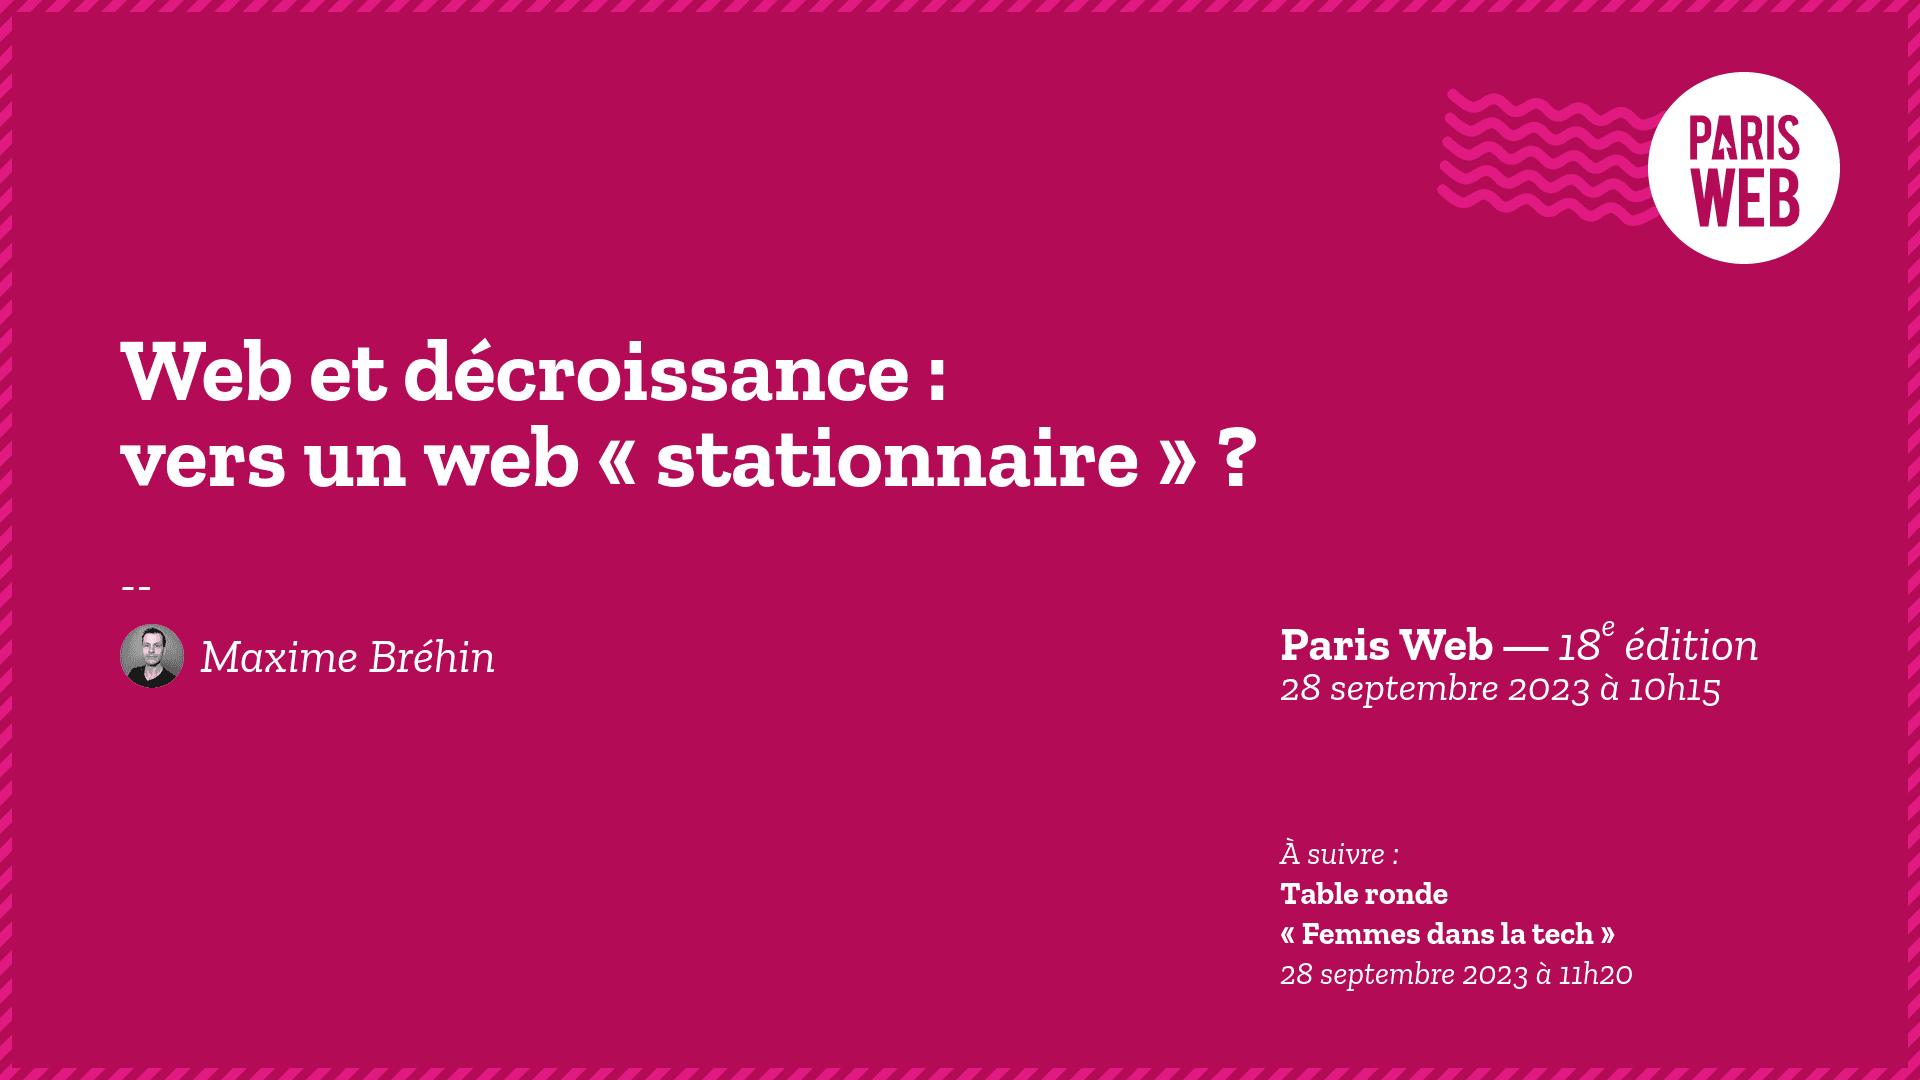 PARIS
WEB
Web et décroissance :
vers un web « stationnaire » ?
--
Maxime Bréhin
Paris Web — 18e édition
28 septembre 2023 à 10h15
À suivre :
Table ronde
« Femmes dans la tech »
28 septembre 2023 à 11h20